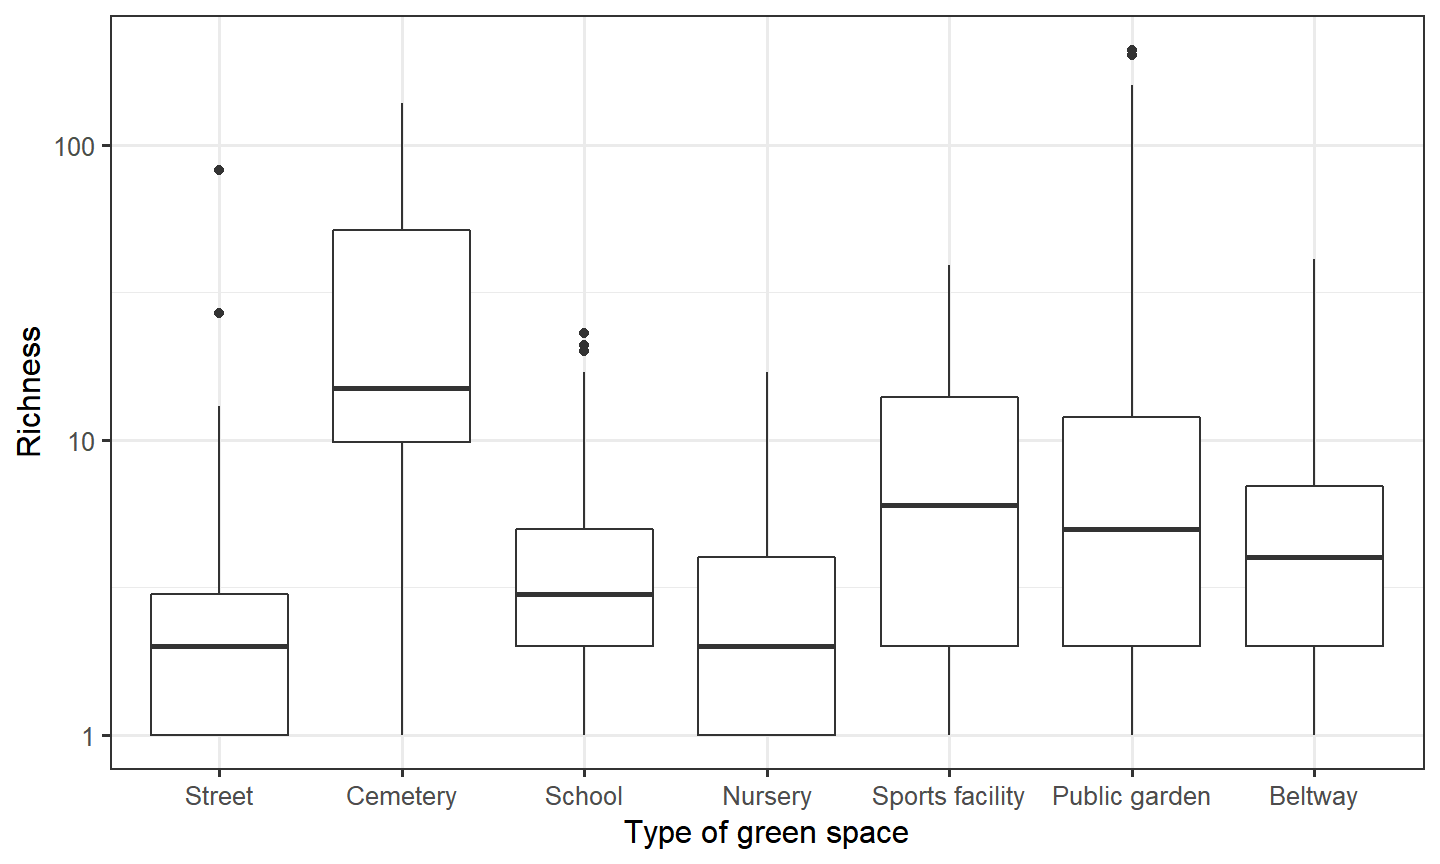 Richness
100
10
1
Street Cemetery School Nursery Sports facility Public garden Beltway
Type of green space